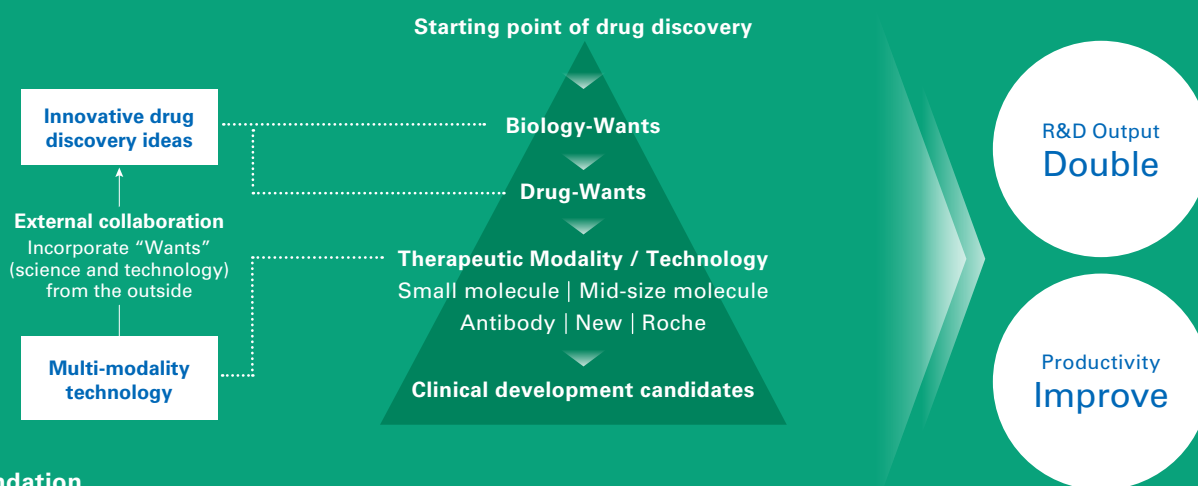 Starting point of drug discovery
Innovative drug
discovery ideas
External collaboration
Incorporate “Wants”
(science and technology)
from the outside
Multi-modality
technology
Biology-Wants
Drug-Wants
Therapeutic Modality / Technology
Small molecule | Mid-size molecule
Antibody | New | Roche
Clinical development candidates
R&D Output
Double
Productivity
Improve